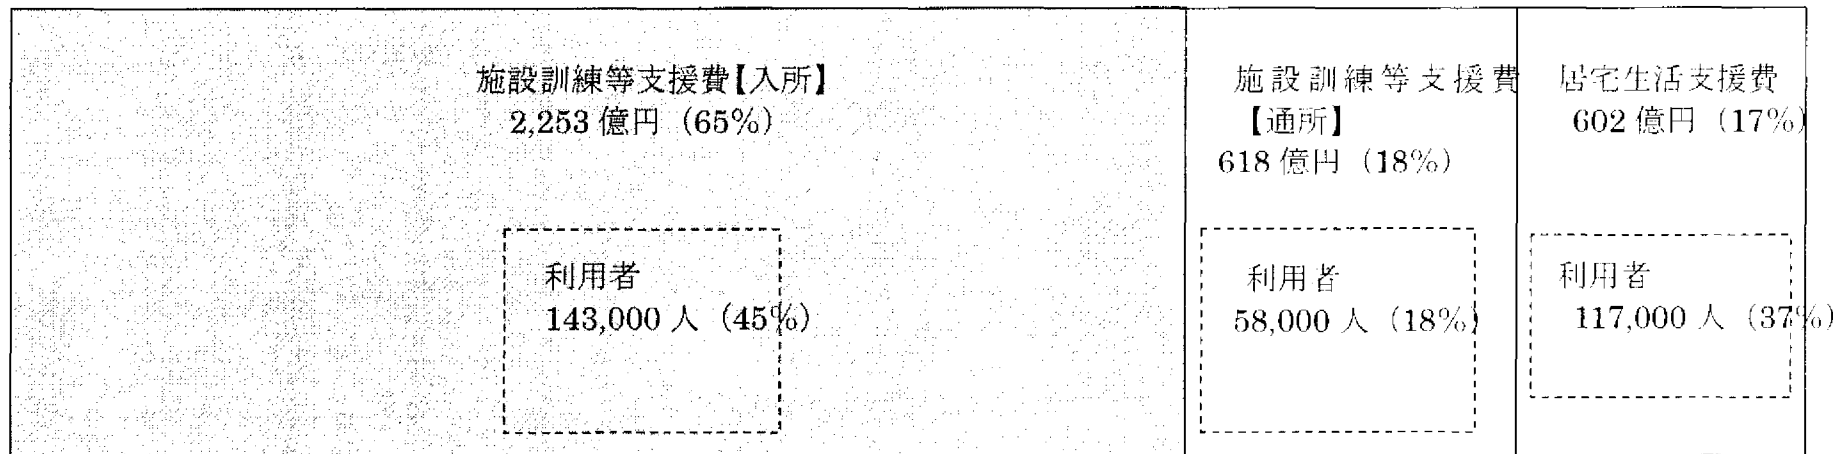 施設訓練等支援費【入所】
2,253億円（65%）
利用者
143,000人（45%）
施設訓練等支援費
【通所】
618億円（18%）
利用者
58,000人（18%）
居宅生活支援費
602億円（17%）
利用者
117,000人（37%）